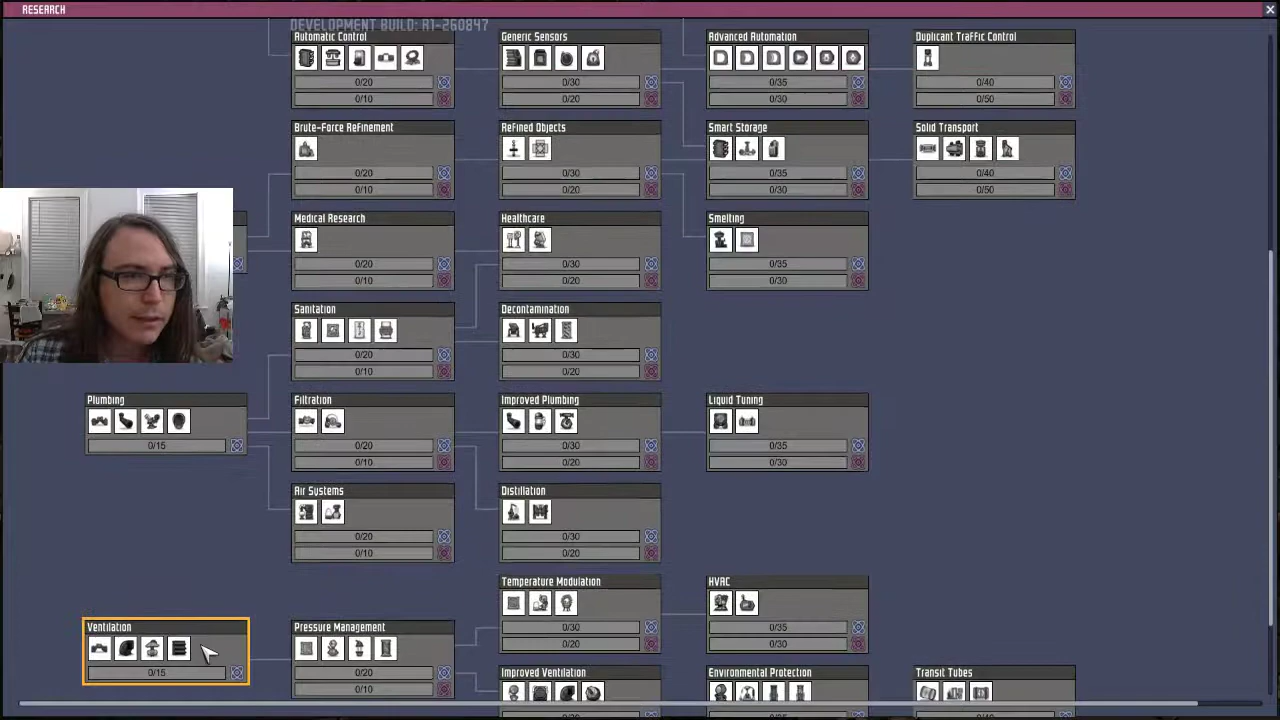 RESEARCH
DEVELOPMENT BUILD: R1-260847
Automatic Control
0/20
0/10
Generic Sensors
0/30
0/20
Advanced Automation
0/35
0/30
Duplicant Traffic Control
0/40
0/50
Brute-Force Refinement
0/20
0/10
Refined Objects
0/30
0/20
Smart Storage
0/35
0/30
Solid Transport
0/40
0/50
Medical Research
0/20
0/10
Healthcare
0/30
0/20
Smelting
0/35
0/30
Sanitation
0/20
0/10
Decontamination
0/30
0/20
Plumbing
0/15
Filtration
0/20
0/10
Improved Plumbing
0/30
0/20
Liquid Tuning
0/35
0/30
Air Systems
0/20
0/10
Distillation
0/30
0/20
Temperature Modulation
0/30
0/20
HVAC
0/35
0/30
Ventilation
0/15
Pressure Management
0/20
0/10
Improved Ventilation
Environmental Protection
Transit Tubes